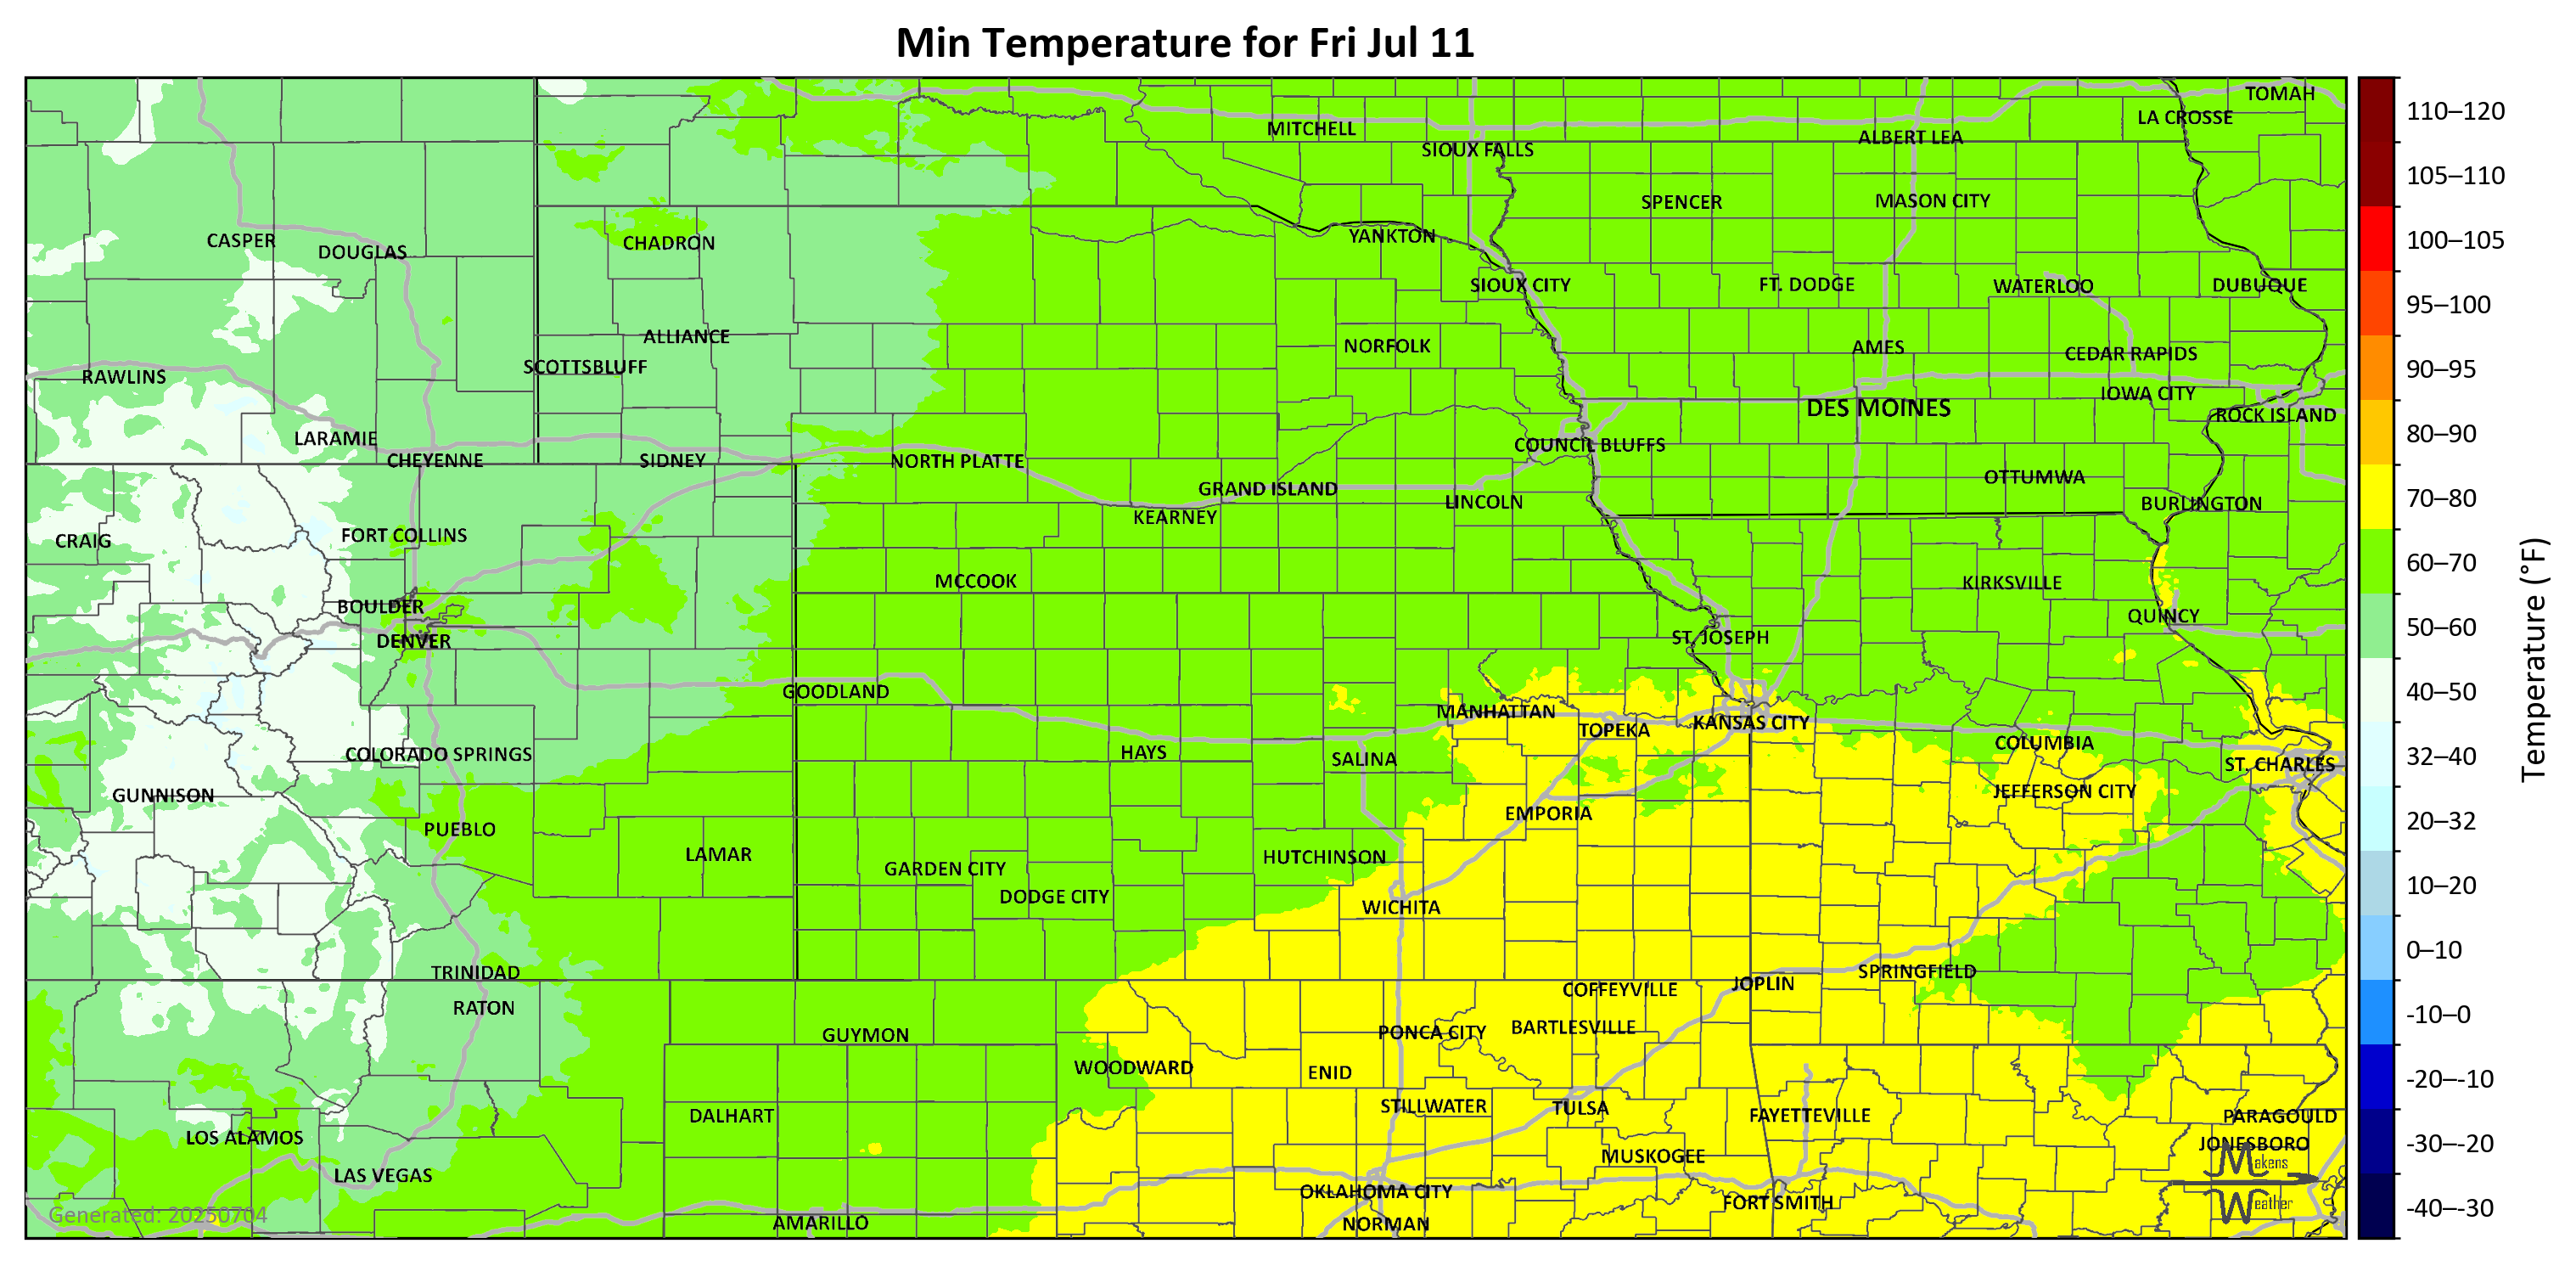 Min Temperature for Fri Jul 11
TOMAH
LA CROSSE
MITCHELL
ALBERT LEA
SIOUX FALLS
SPENCER
MASON CITY
CASPER
DOUGLAS
CHADRON
YANKTON
SIOUX CITY
FT. DODGE
WATERLOO
DUBUQUE
ALLIANCE
NORFOLK
AMES
CEDAR RAPIDS
SCOTTSBLUFF
RAWLINS
IOWA CITY
DES MOINES
ROCK ISLAND
LARAMIE
COUNCIL BLUFFS
CHEYENNE
SIDNEY
NORTH PLATTE
OTTUMWA
GRAND ISLAND
LINCOLN
BURLINGTON
KEARNEY
CRAIG
FORT COLLINS
MCCOOK
KIRKSVILLE
BOULDER
QUINCY
DENVER
ST. JOSEPH
GOODLAND
MANHATTAN
KANSAS CITY
TOPEKA
COLUMBIA
COLORADO SPRINGS
HAYS
SALINA
ST. CHARLES
GUNNISON
JEFFERSON CITY
EMPORIA
PUEBLO
LAMAR
HUTCHINSON
GARDEN CITY
DODGE CITY
WICHITA
TRINIDAD
SPRINGFIELD
JOPLIN
COFFEYVILLE
RATON
GUYMON
PONCA CITY
BARTLESVILLE
WOODWARD
ENID
STILLWATER
TULSA
DALHART
FAYETTEVILLE
PARAGOULD
LOS ALAMOS
JONESBORO
MUSKOGEE
LAS VEGAS
OKLAHOMA CITY
FORT SMITH
AMARILLO
NORMAN
Generated: 20250704
Makens
Weather
110–120
105–110
100–105
95–100
90–95
80–90
70–80
60–70
50–60
40–50
32–40
20–32
10–20
0–10
-10–0
-20–-10
-30–-20
-40–-30
Temperature (°F)